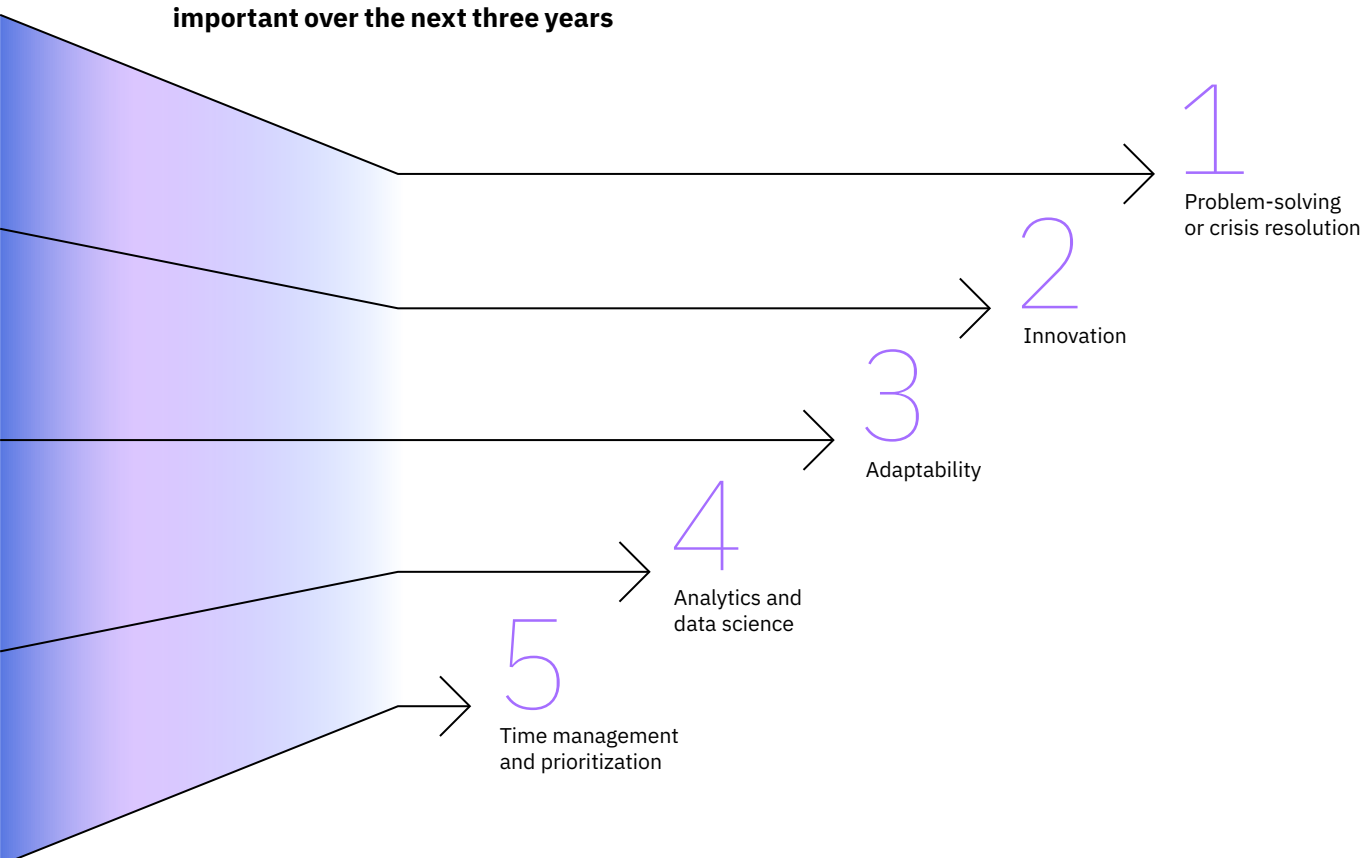 important over the next three years
1
Problem-solving
or crisis resolution
2
Innovation
3
Adaptability
4
Analytics and
data science
5
Time management
and prioritization